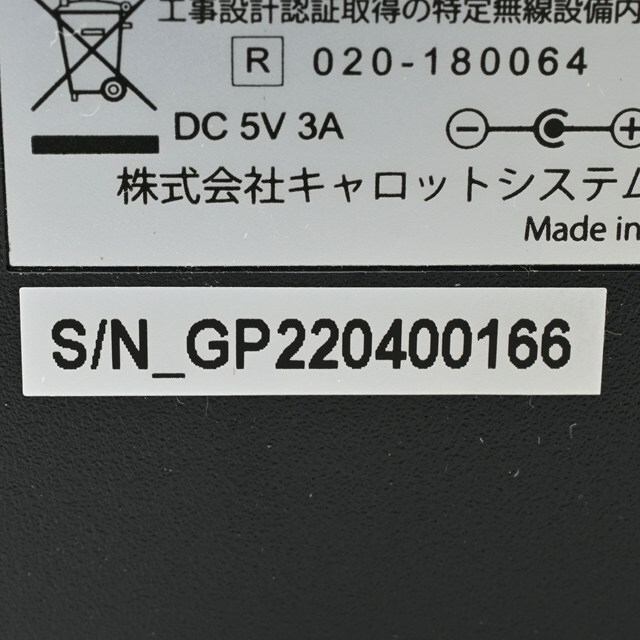 工事設計認証取得の特定無線設備内
R 020-180064
DC 5V 3A
株式会社キャロットシステム
Made in
S/N_GP220400166